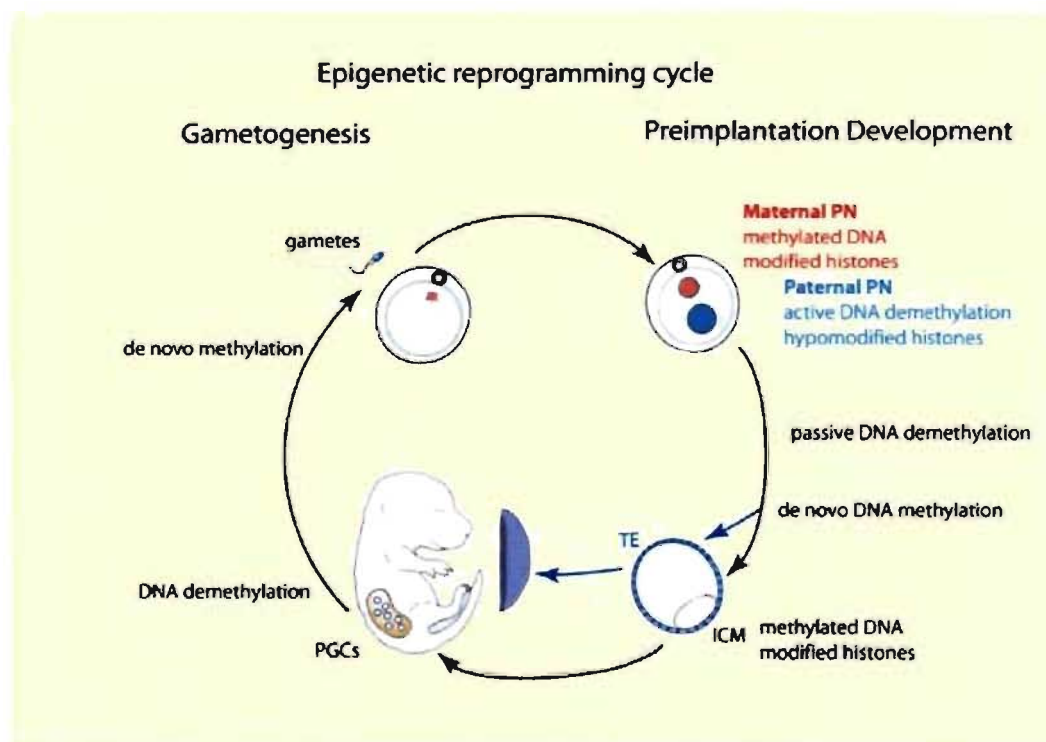 Epigenetic reprogramming cycle
Gametogenesis
Preimplantation Development
gametes
Maternal PN
methylated DNA
modified histones
Paternal PN
active DNA demethylation
hypomodified histones
de novo methylation
passive DNA demethylation
de novo DNA methylation
TE
DNA demethylation
PGCs
ICM
methylated DNA
modified histones